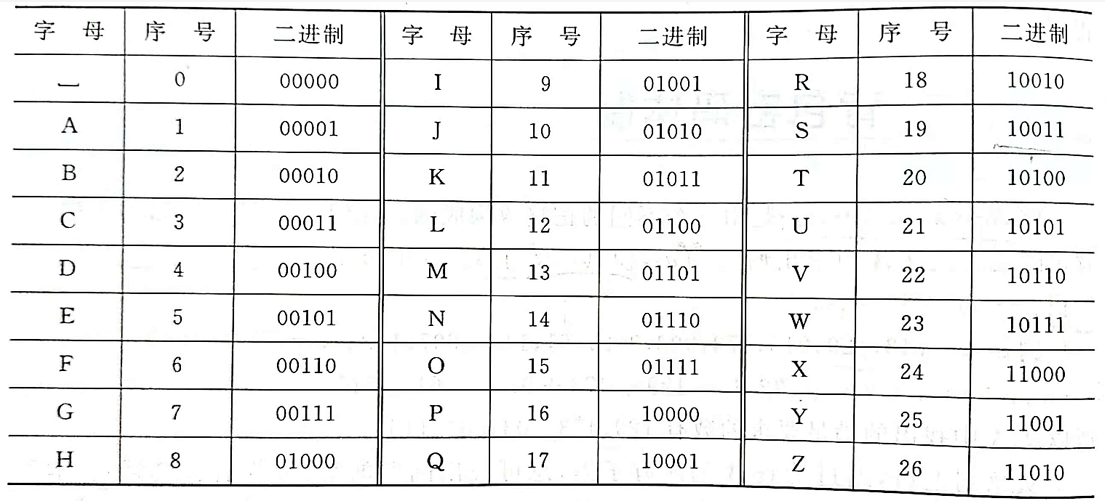 字 母 序 号 二进制 字 母 序 号 二进制 字 母 序 号 二进制
⎵ 0 00000 I 9 01001 R 18 10010
A 1 00001 J 10 01010 S 19 10011
B 2 00010 K 11 01011 T 20 10100
C 3 00011 L 12 01100 U 21 10101
D 4 00100 M 13 01101 V 22 10110
E 5 00101 N 14 01110 W 23 10111
F 6 00110 O 15 01111 X 24 11000
G 7 00111 P 16 10000 Y 25 11001
H 8 01000 Q 17 10001 Z 26 11010